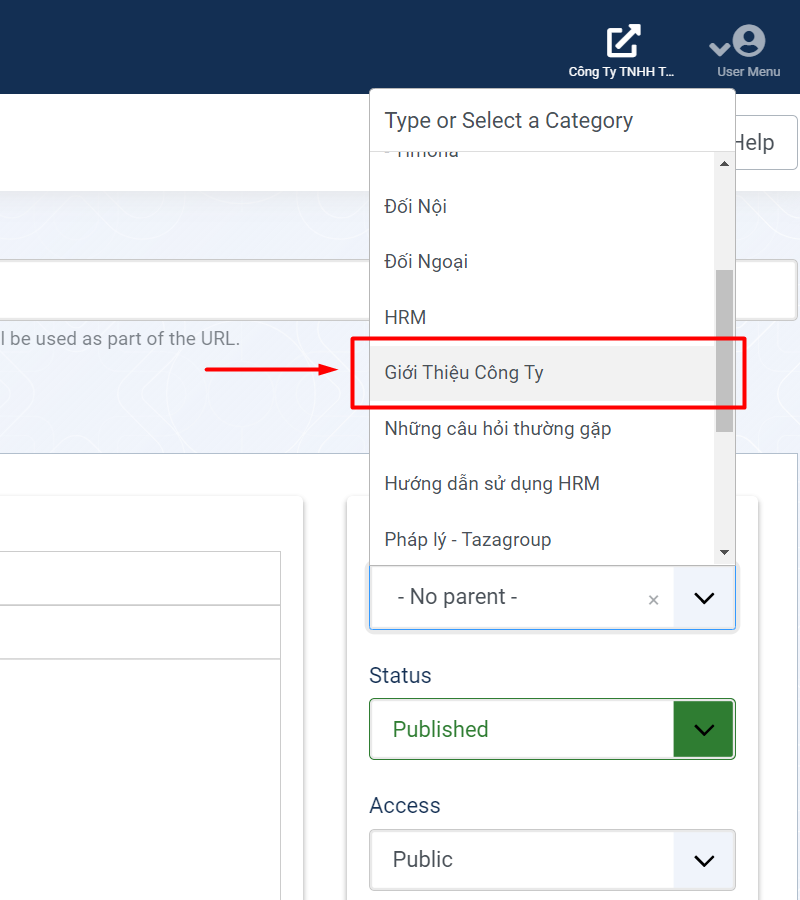 Công Ty TNHH T...
User Menu
Type or Select a Category
Help
- Timona
Đối Nội
Đối Ngoại
HRM
l be used as part of the URL.
Giới Thiệu Công Ty
Những câu hỏi thường gặp
Hướng dẫn sử dụng HRM
Pháp lý - Tazagroup
- No parent -
Status
Published
Access
Public